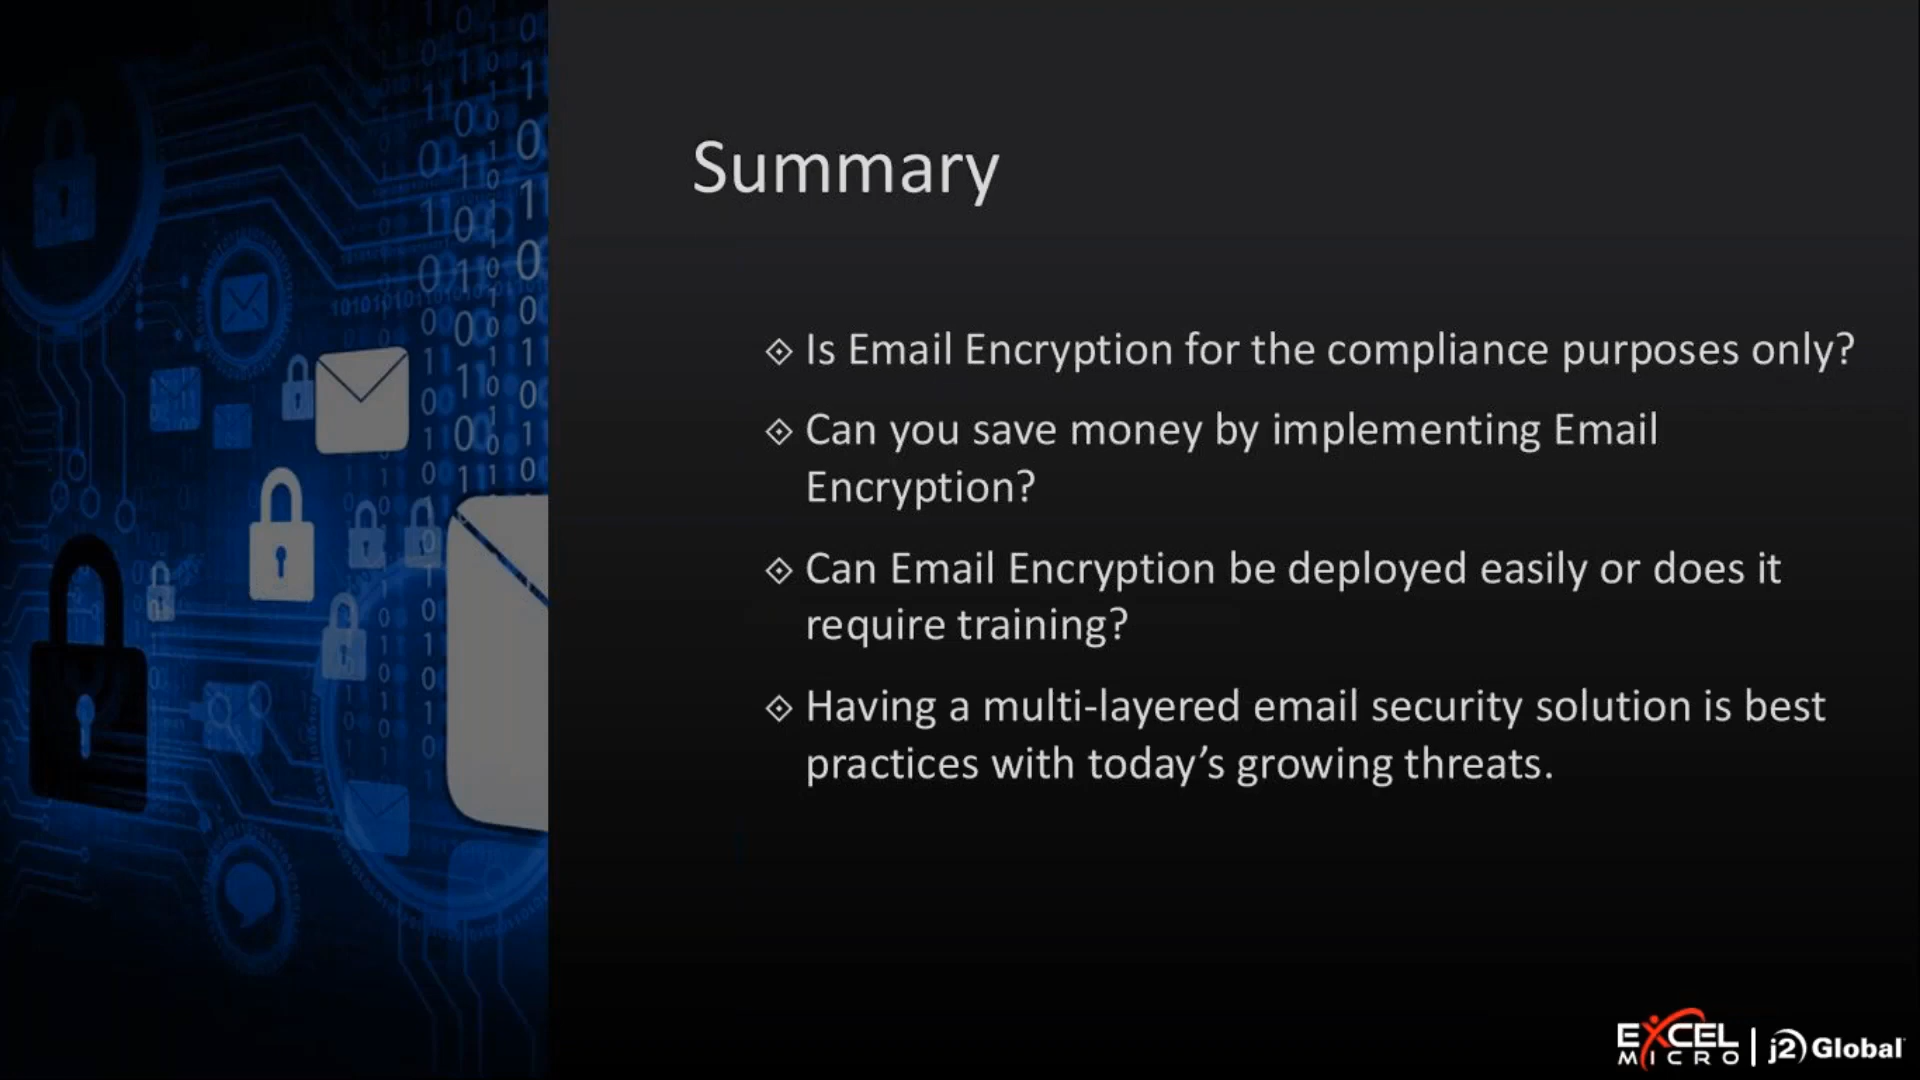 Summary
Is Email Encryption for the compliance purposes only?
Can you save money by implementing Email
Encryption?
Can Email Encryption be deployed easily or does it
require training?
Having a multi-layered email security solution is best
practices with today’s growing threats.
EXCEL
MICRO
j2 Global